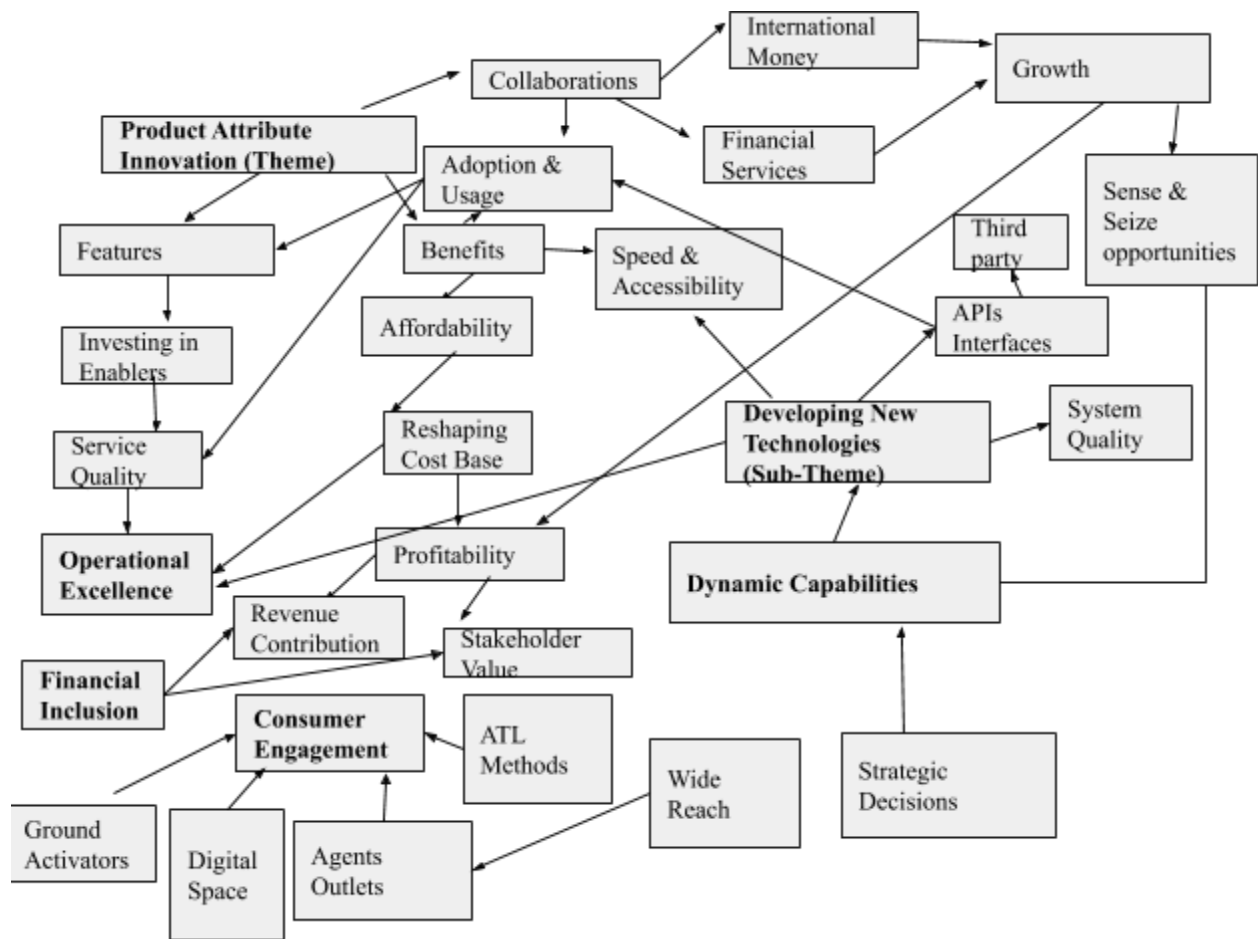 International
Money
Growth
Collaborations
Product Attribute
Innovation (Theme)
Financial
Services
Adoption &
Usage
Sense &
Seize
opportunities
Third
party
Features
Benefits
Speed &
Accessibility
APIs
Interfaces
Affordability
Investing in
Enablers
Developing New
Technologies
(Sub-Theme)
System
Quality
Reshaping
Cost Base
Service
Quality
Operational
Excellence
Profitability
Dynamic Capabilities
Revenue
Contribution
Stakeholder
Value
Financial
Inclusion
Consumer
Engagement
ATL
Methods
Wide
Reach
Strategic
Decisions
Ground
Activators
Digital
Space
Agents
Outlets